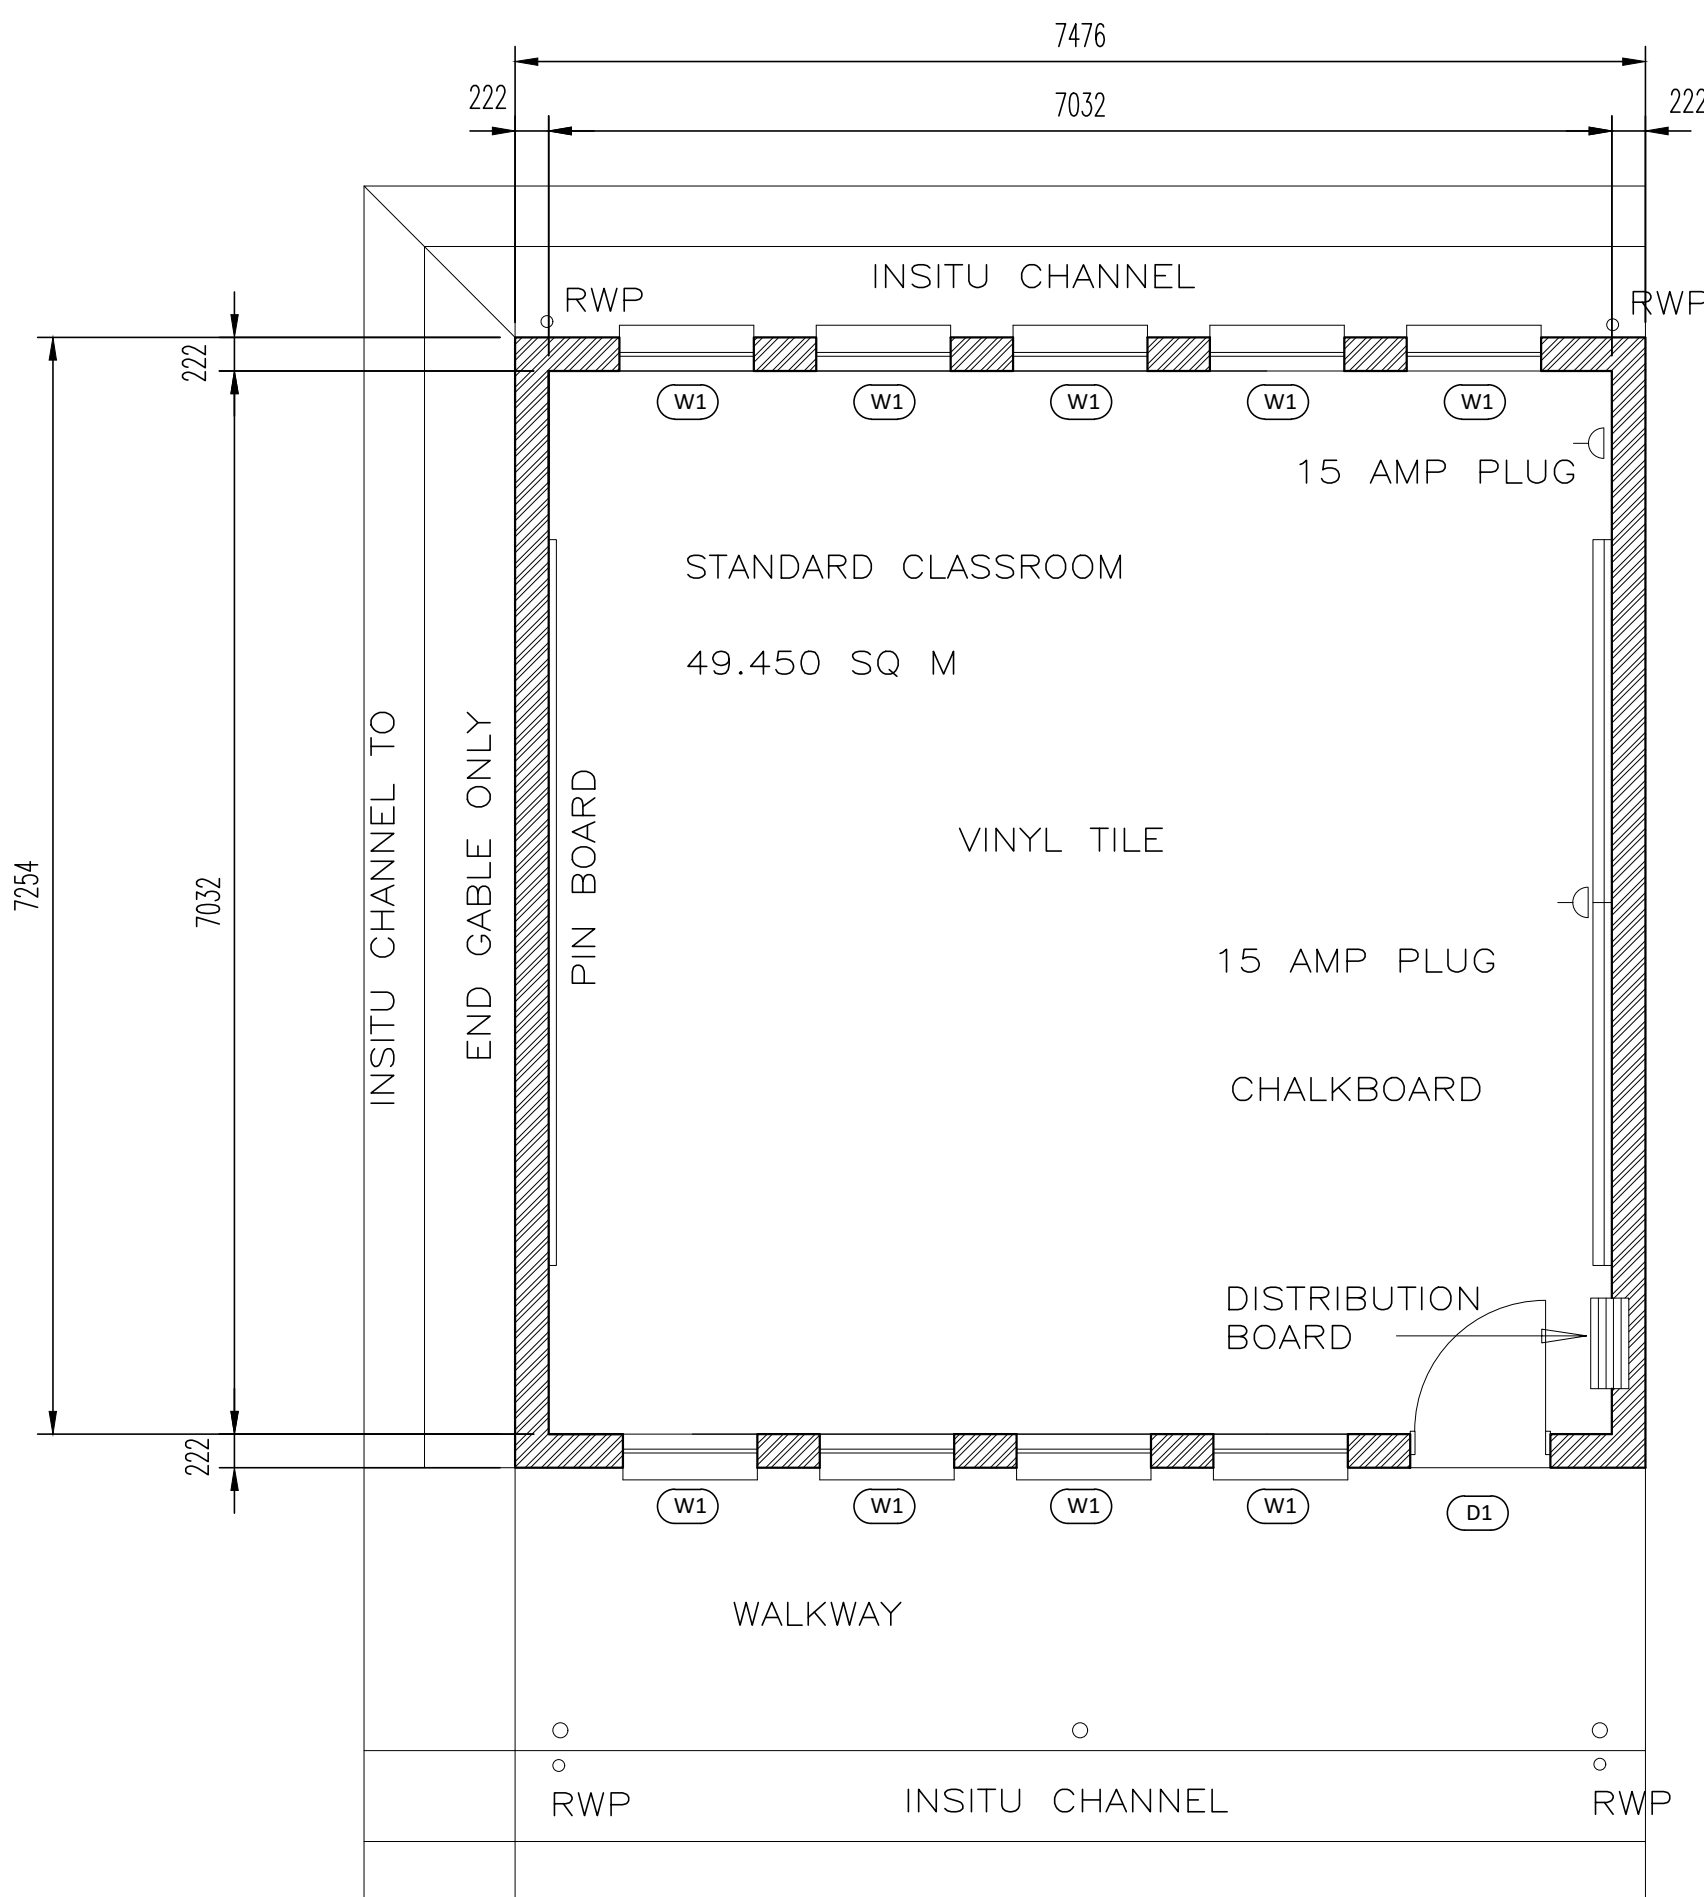 7476
222
7032
222
INSITU CHANNEL
RWP
RWP
222
W1
W1
W1
W1
W1
15 AMP PLUG
STANDARD CLASSROOM
49.450 SQ M
INSITU CHANNEL TO
END GABLE ONLY
PIN BOARD
VINYL TILE
7254
7032
15 AMP PLUG
CHALKBOARD
DISTRIBUTION
BOARD
222
W1
W1
W1
W1
D1
WALKWAY
RWP
INSITU CHANNEL
RWP